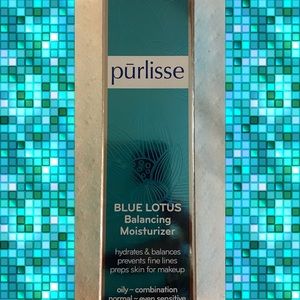 pūrlisse
BLUE LOTUS
Balancing
Moisturizer
hydrates & balances
prevents fine lines
preps skin for makeup
oily ~ combination
normal ~ even sensitive